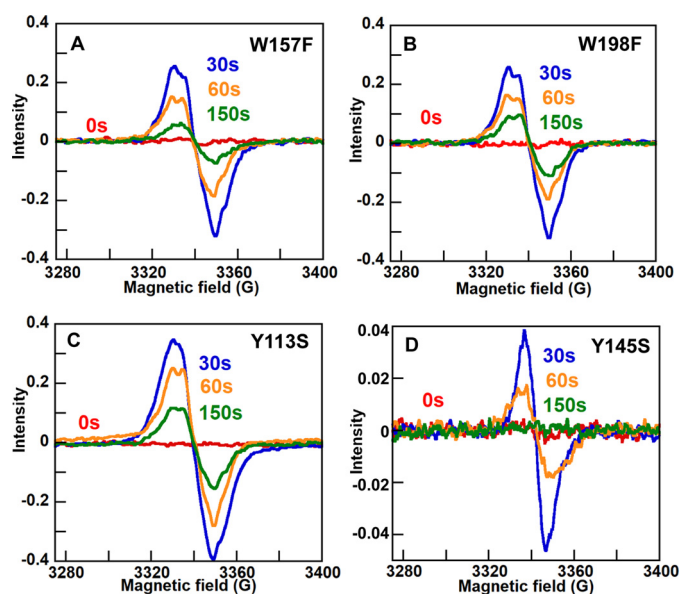 A W157F
0.4
0.2
0
-0.2
-0.4
Intensity
0s
30s
60s
150s
3280 3320 3360 3400
Magnetic field (G)
B W198F
0.4
0.2
0
-0.2
-0.4
Intensity
0s
30s
60s
150s
3280 3320 3360 3400
Magnetic field (G)
C Y113S
0.4
0.2
0
-0.2
-0.4
Intensity
0s
30s
60s
150s
3280 3320 3360 3400
Magnetic field (G)
D Y145S
0.04
0.02
0
-0.02
-0.04
Intensity
0s
30s
60s
150s
3280 3320 3360 3400
Magnetic field (G)